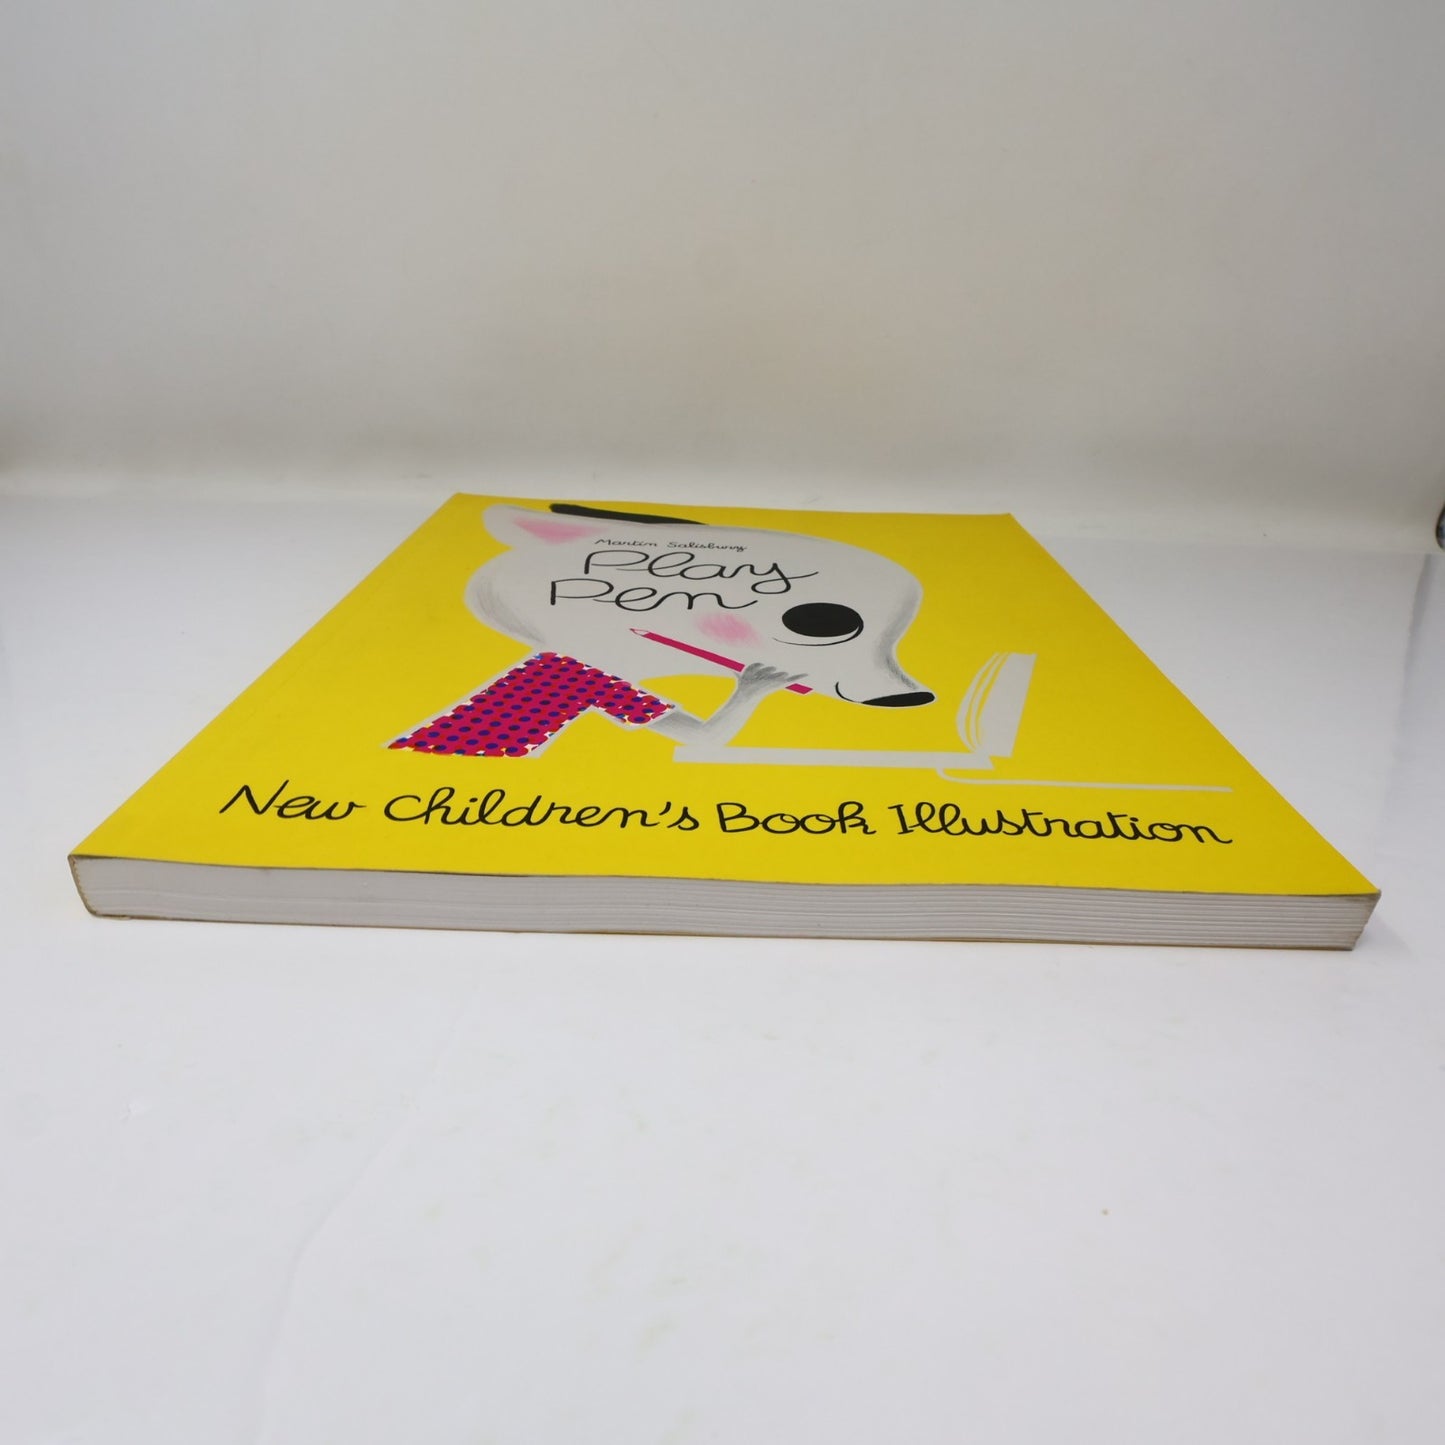 Martin Salisbury
Play
Pen
New Children's Book Illustration